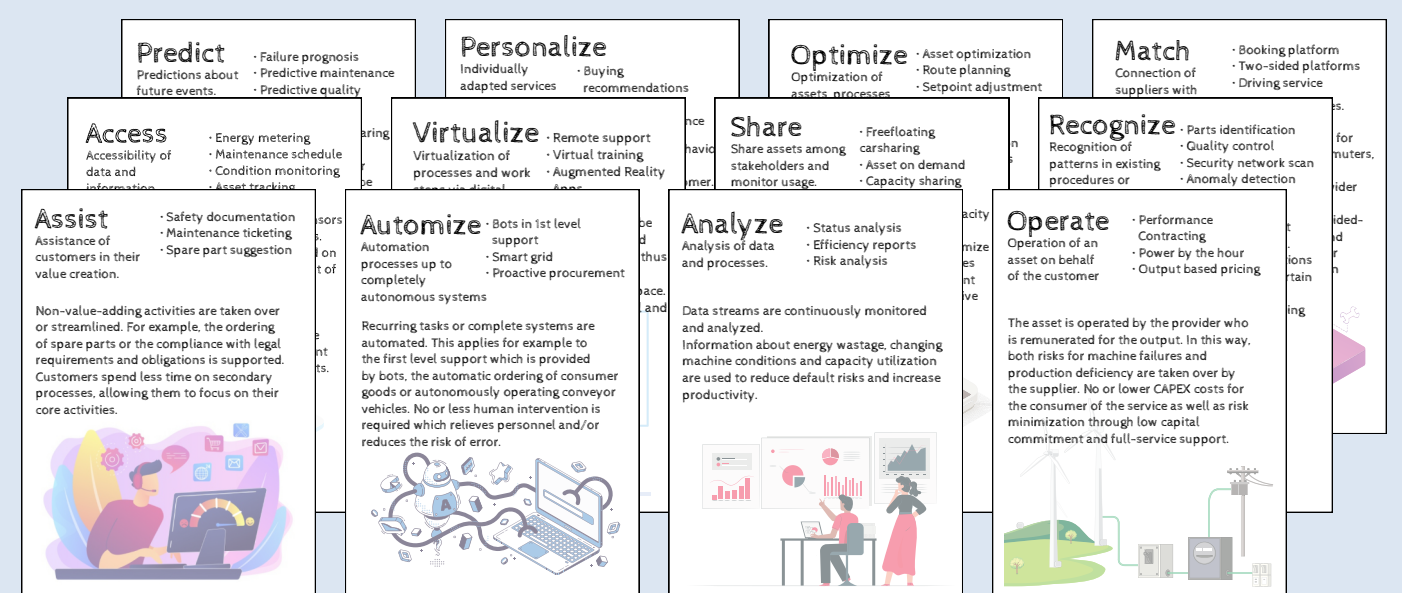 Predict
Predictions about
future events.
· Failure prognosis
· Predictive maintenance
· Predictive quality
Personalize
Individually
adapted services
· Buying
recommendations
Optimize
Optimization of
assets, processes
· Asset optimization
· Route planning
· Setpoint adjustment
Match
Connection of
suppliers with
· Booking platform
· Two-sided platforms
· Driving service
Access
Accessibility of
data and
information
· Energy metering
· Maintenance schedule
· Condition monitoring
· Asset tracking
Virtualize
Virtualization of
processes and work
steps via digital
· Remote support
· Virtual training
· Augmented Reality
Apps
Share
Share assets among
stakeholders and
monitor usage.
· Freefloating
carsharing
· Asset on demand
· Capacity sharing
Recognize
Recognition of
patterns in existing
procedures or
· Parts identification
· Quality control
· Security network scan
· Anomaly detection
for
Assist
Assistance of
customers in their
value creation.
· Safety documentation
· Maintenance ticketing
· Spare part suggestion
Non-value-adding activities are taken over
or streamlined. For example, the ordering
of spare parts or the compliance with legal
requirements and obligations is supported.
Customers spend less time on secondary
processes, allowing them to focus on their
core activities.
on
of
Automize
Automation
processes up to
completely
autonomous systems
· Bots in 1st level
support
· Smart grid
· Proactive procurement
Recurring tasks or complete systems are
automated. This applies for example to
the first level support which is provided
by bots, the automatic ordering of consumer
goods or autonomously operating conveyor
vehicles. No or less human intervention is
required which relieves personnel and/or
reduces the risk of error.
A
be
thus
and
Analyze
Analysis of data
and processes.
· Status analysis
· Efficiency reports
· Risk analysis
Data streams are continuously monitored
and analyzed.
Information about energy wastage, changing
machine conditions and capacity utilization
are used to reduce default risks and increase
productivity.
Operate
Operation of an
asset on behalf
of the customer
· Performance
Contracting
· Power by the hour
· Output based pricing
The asset is operated by the provider who
is remunerated for the output. In this way,
both risks for machine failures and
production deficiency are taken over by
the supplier. No or lower CAPEX costs for
the consumer of the service as well as risk
minimization through low capital
commitment and full-service support.